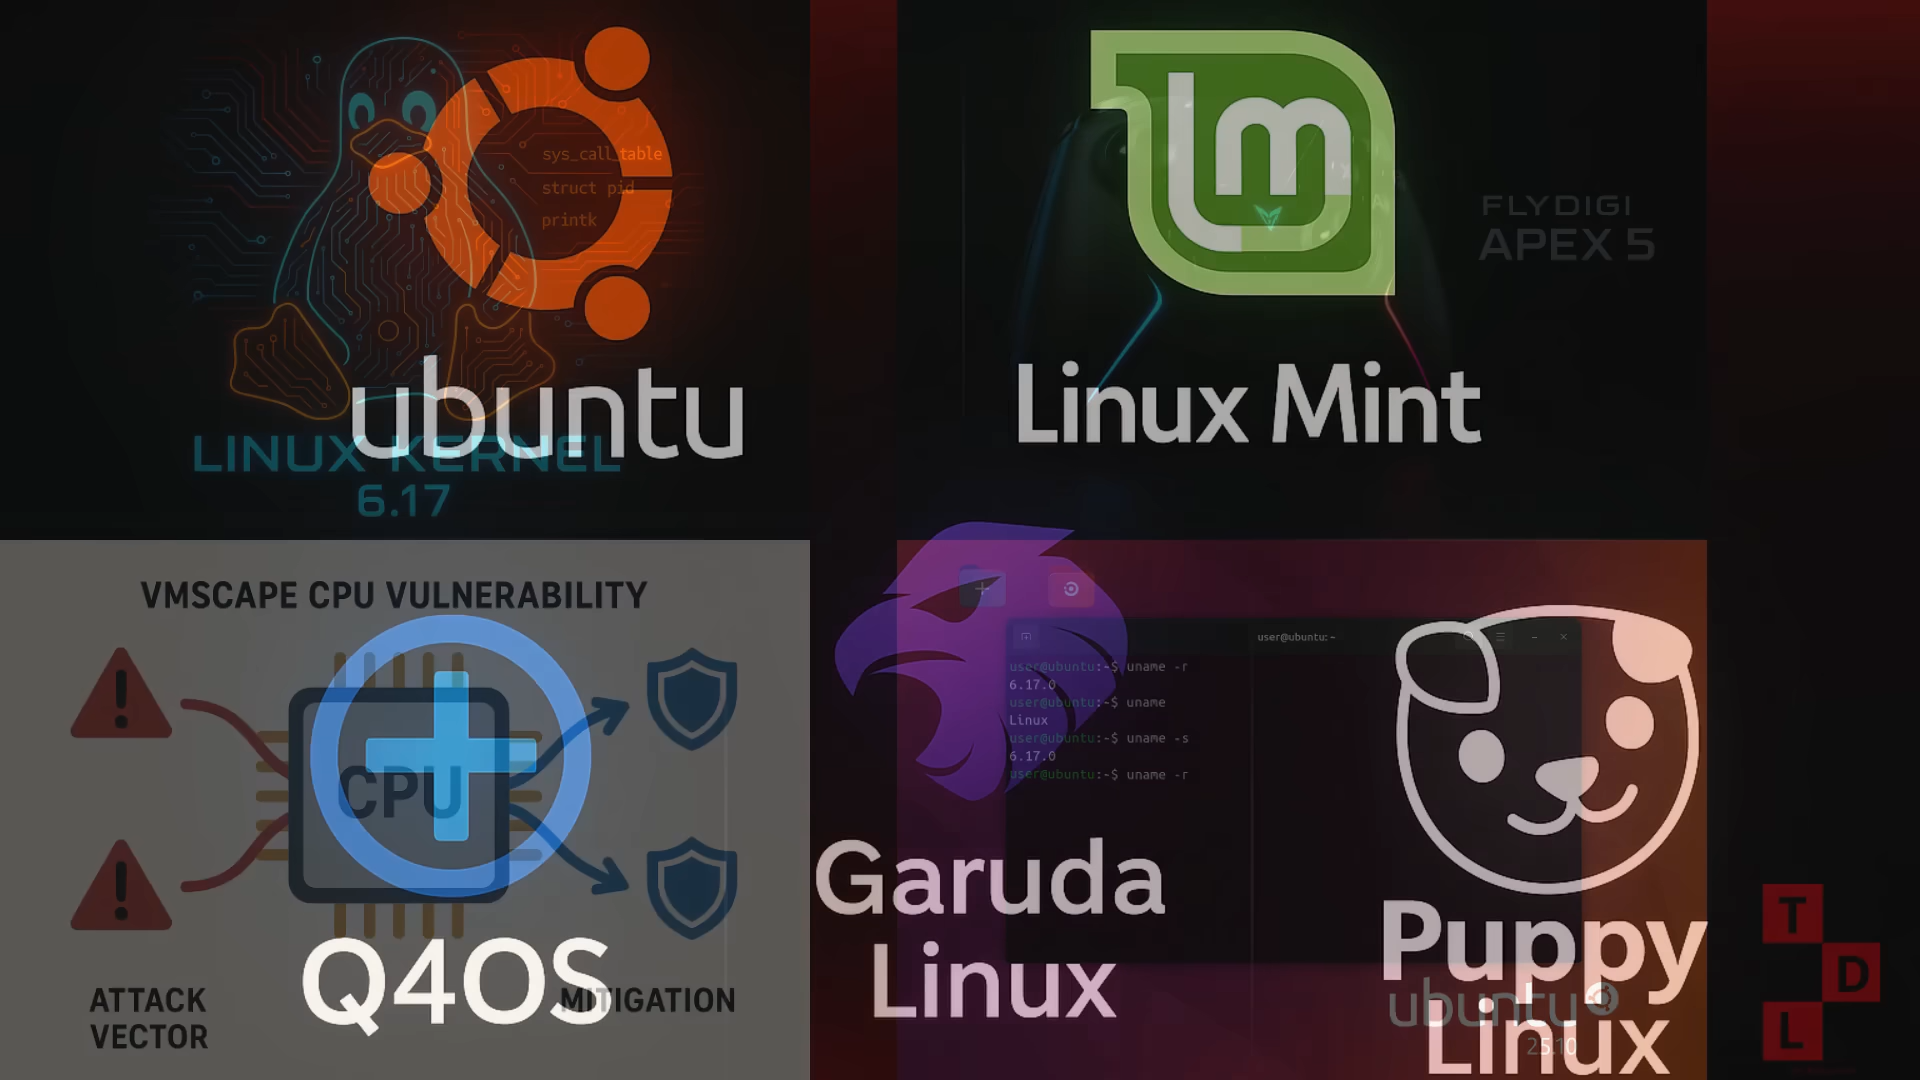 sys_call_table
struct pid
printk
ubuntu
LINUX KERNEL
6.17
Linux Mint
FLYDIGI
APEX 5
VMSCAPE CPU VULNERABILITY
CPU
Q4OS
ATTACK
VECTOR
MITIGATION
Garuda
Linux
user@ubuntu: ~
user@ubuntu:~$ uname -r
6.17.0
user@ubuntu:~$ uname
Linux
user@ubuntu:~$ uname -s
6.17.0
user@ubuntu:~$ uname -r
Puppy
Linux
ubuntu
25.10
T
D
L